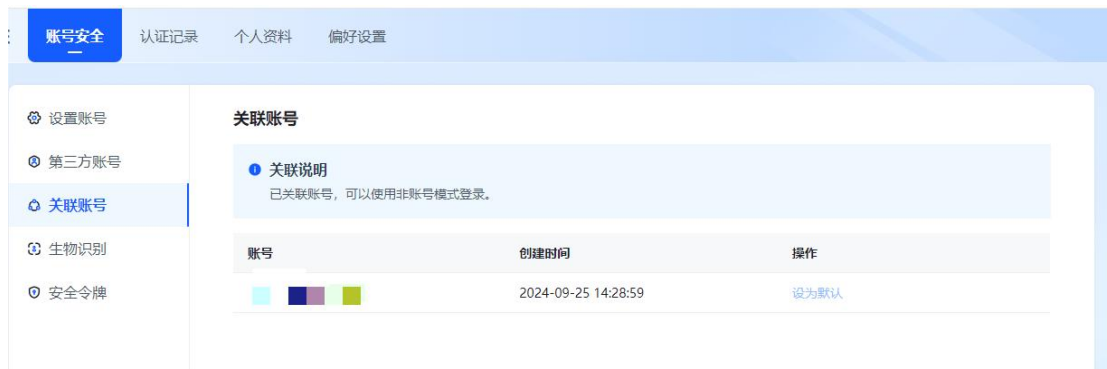 账号安全 认证记录 个人资料 偏好设置
设置账号
第三方账号
关联账号
生物识别
安全令牌
关联账号
关联说明
已关联账号，可以使用非账号模式登录。
账号 创建时间 操作
2024-09-25 14:28:59 设为默认